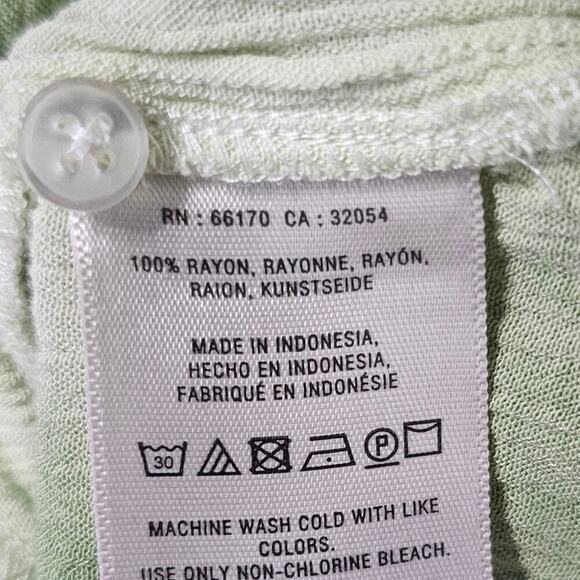 RN : 66170 CA : 32054
100% RAYON, RAYONNE, RAYÓN,
RAION, KUNSTSEIDE
MADE IN INDONESIA,
HECHO EN INDONESIA,
FABRIQUÉ EN INDONÉSIE
30 P
MACHINE WASH COLD WITH LIKE
COLORS.
USE ONLY NON-CHLORINE BLEACH.